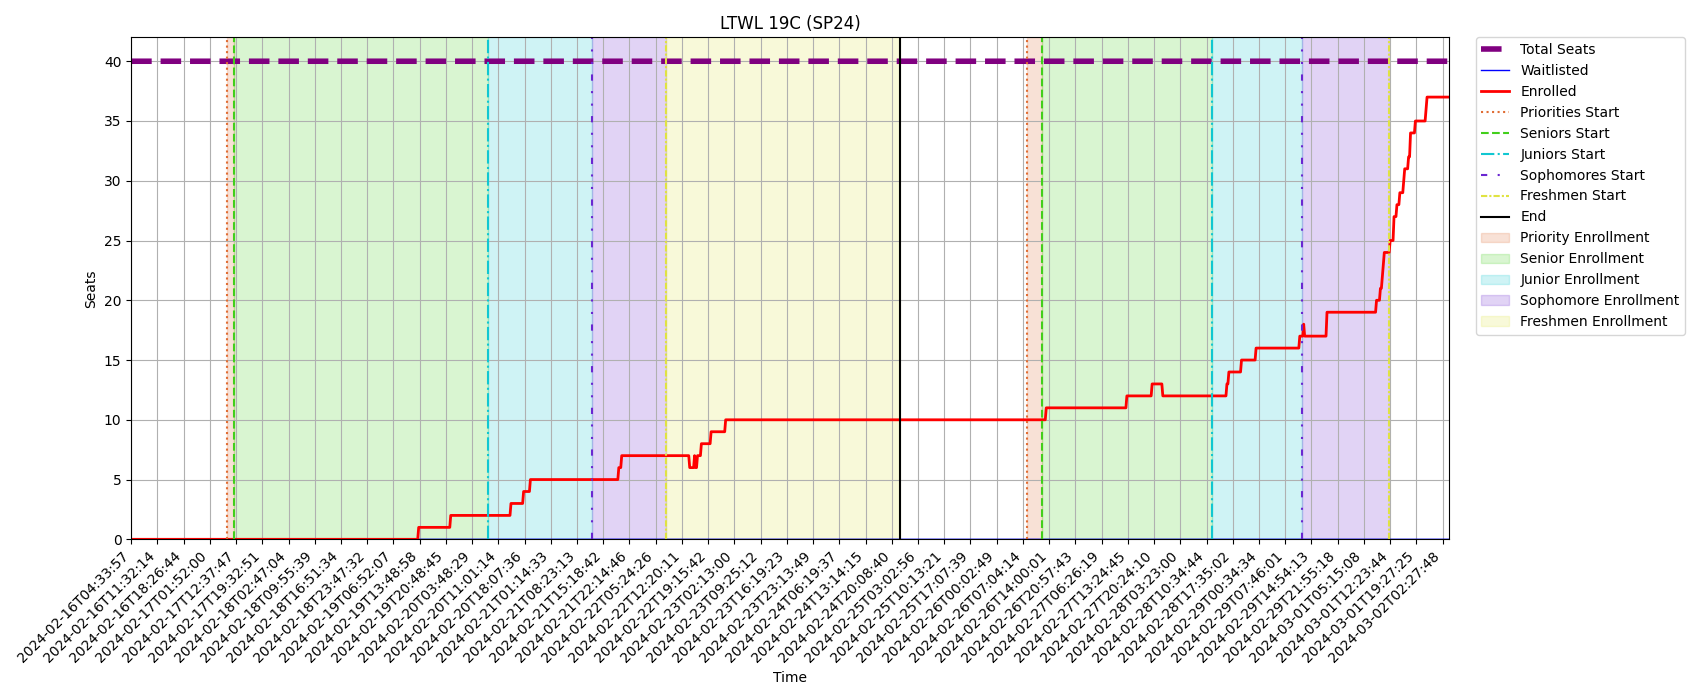 LTWL 19C (SP24)
Seats
40
35
30
25
20
15
10
5
0
2024-02-16T04:33:57
2024-02-16T11:32:14
2024-02-16T18:26:44
2024-02-17T01:52:00
2024-02-17T12:37:47
2024-02-17T19:32:51
2024-02-18T02:47:04
2024-02-18T09:55:39
2024-02-18T16:51:34
2024-02-18T23:47:32
2024-02-19T06:52:07
2024-02-19T13:48:58
2024-02-19T20:48:45
2024-02-20T03:48:29
2024-02-20T11:01:14
2024-02-20T18:07:36
2024-02-21T01:14:33
2024-02-21T08:23:13
2024-02-21T15:18:42
2024-02-21T22:14:46
2024-02-22T05:24:26
2024-02-22T12:20:11
2024-02-22T19:15:42
2024-02-23T02:13:00
2024-02-23T09:25:12
2024-02-23T16:19:23
2024-02-23T23:13:49
2024-02-24T06:19:37
2024-02-24T13:14:15
2024-02-24T20:08:40
2024-02-25T03:02:56
2024-02-25T10:13:21
2024-02-25T17:07:39
2024-02-26T00:02:49
2024-02-26T07:04:14
2024-02-26T14:00:01
2024-02-26T20:57:43
2024-02-27T06:26:19
2024-02-27T13:24:45
2024-02-27T20:24:10
2024-02-28T03:23:00
2024-02-28T10:34:44
2024-02-28T17:35:02
2024-02-29T00:34:34
2024-02-29T07:46:01
2024-02-29T14:54:13
2024-02-29T21:55:18
2024-03-01T05:15:08
2024-03-01T12:23:44
2024-03-01T19:27:25
2024-03-02T02:27:48
Time
Total Seats
Waitlisted
Enrolled
Priorities Start
Seniors Start
Juniors Start
Sophomores Start
Freshmen Start
End
Priority Enrollment
Senior Enrollment
Junior Enrollment
Sophomore Enrollment
Freshmen Enrollment